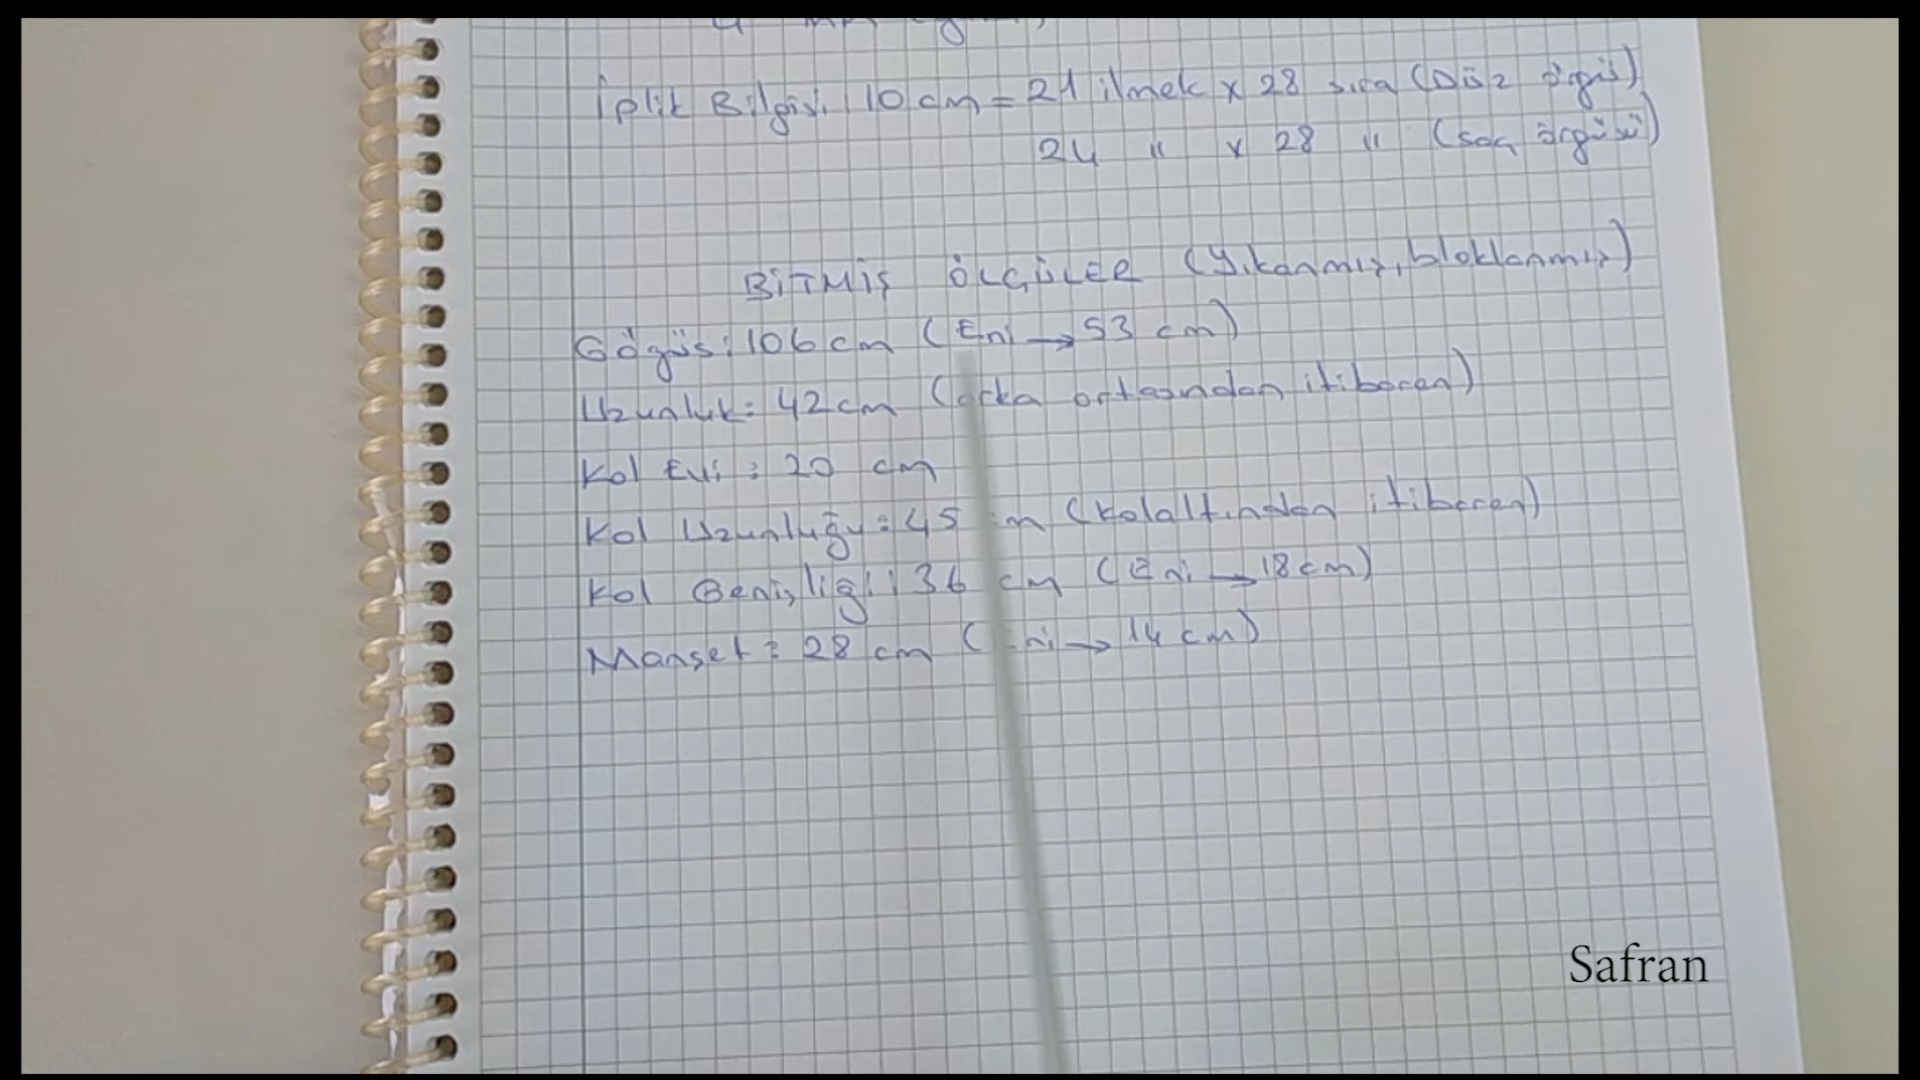 İplik Bilgisi: 10 cm = 21 ilmek x 28 sıra (Düz örgü)
24 " x 28 " (saç örgüsü)
BİTMİŞ ÖLÇÜLER (Yıkanmış, bloklanmış)
Göğüs: 106 cm (Eni → 53 cm)
Uzunluk: 42 cm (arka ortasından itibaren)
Kol Evi: 20 cm
Kol Uzunluğu: 45 cm (Kolaltından itibaren)
Kol Genişliği: 36 cm (Eni → 18 cm)
Manşet: 28 cm (Eni → 14 cm)
Safran